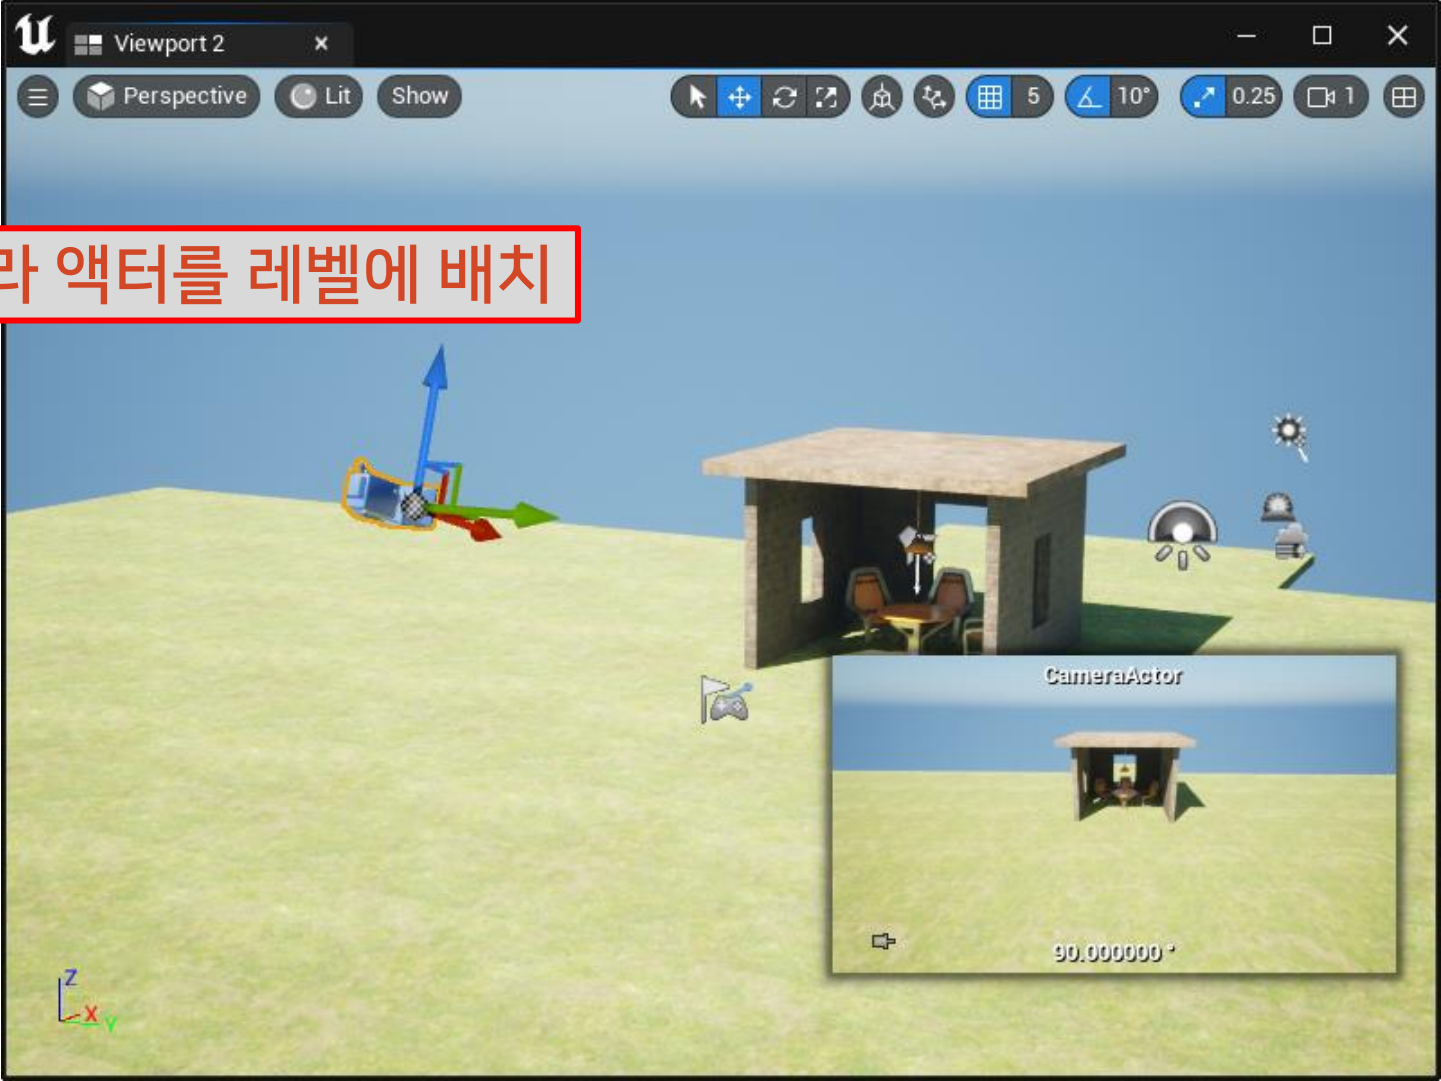 Viewport 2
Perspective
Lit
Show
5
10°
0.25
1
라 액터를 레벨에 배치
CameraActor
90.000000 °
Z
X
Y